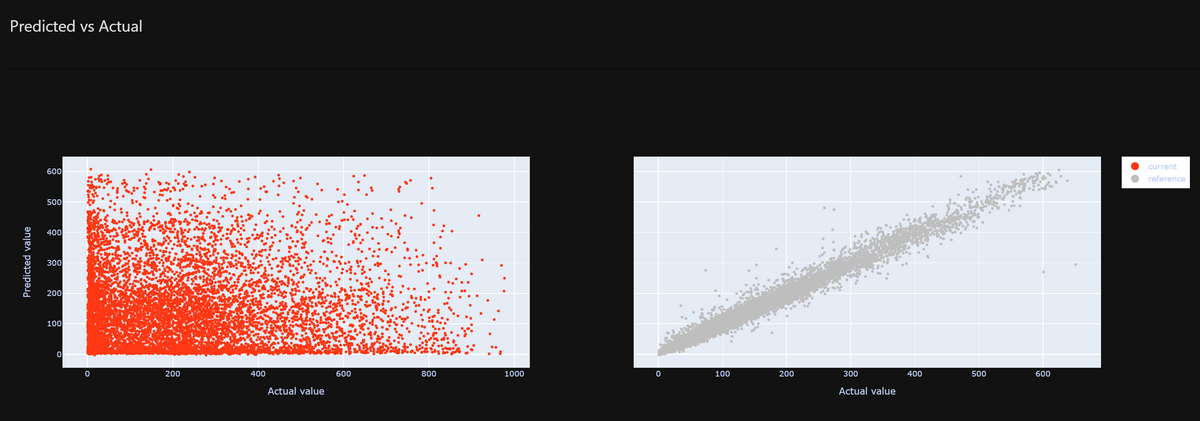 Predicted vs Actual
current
reference
600
500
400
300
200
100
0
Predicted value
0 200 400 600 800 1000
0 100 200 300 400 500 600
Actual value
Actual value